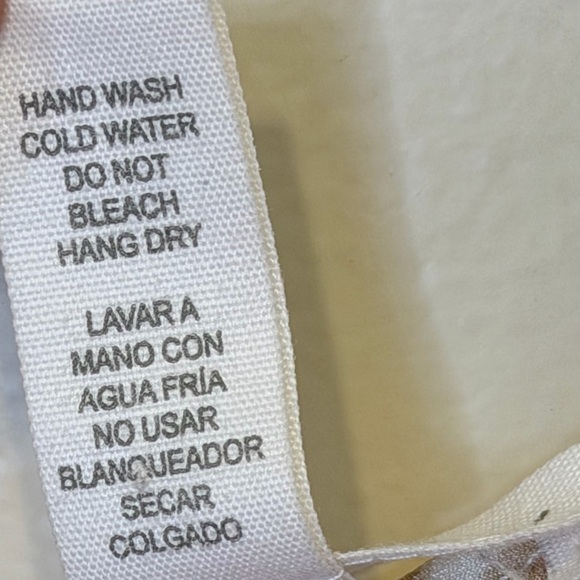 HAND WASH
COLD WATER
DO NOT
BLEACH
HANG DRY
LAVAR A
MANO CON
AGUA FRÍA
NO USAR
BLANQUEADOR
SECAR
COLGADO